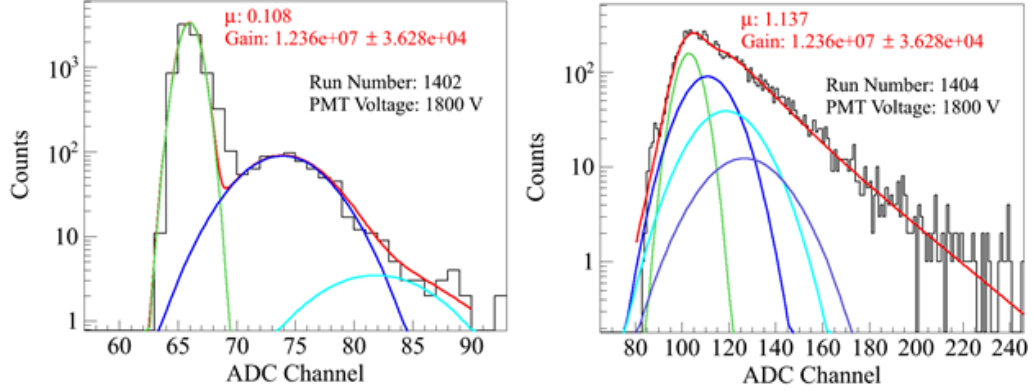 μ: 0.108
Gain: 1.236e+07 ± 3.628e+04
Run Number: 1402
PMT Voltage: 1800 V
Counts
10³
10²
10
1
60 65 70 75 80 85 90
ADC Channel
μ: 1.137
Gain: 1.236e+07 ± 3.628e+04
Run Number: 1404
PMT Voltage: 1800 V
Counts
10²
10
1
80 100 120 140 160 180 200 220 240
ADC Channel